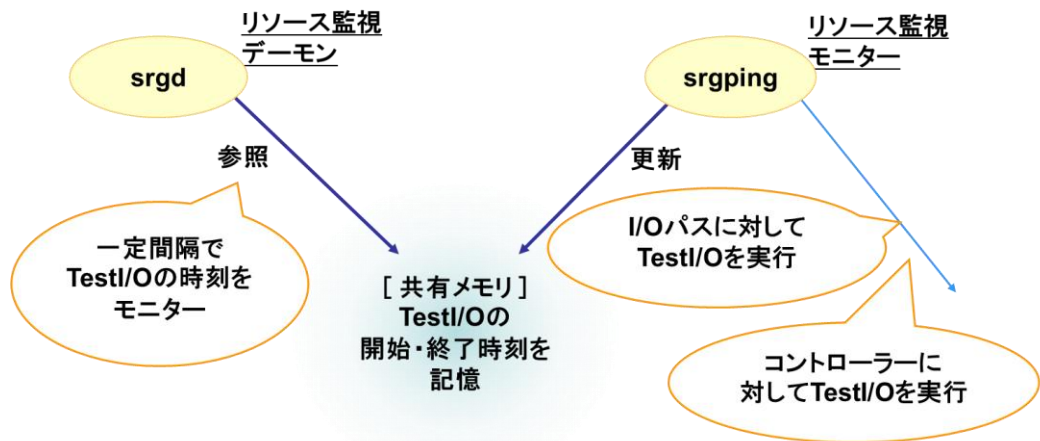 リソース監視
デーモン
srgd
リソース監視
モニター
srgping
参照
更新
一定間隔で
TestI/Oの時刻を
モニター
I/Oパスに対して
TestI/Oを実行
[ 共有メモリ ]
TestI/Oの
開始・終了時刻を
記憶
コントローラーに
対してTestI/Oを実行